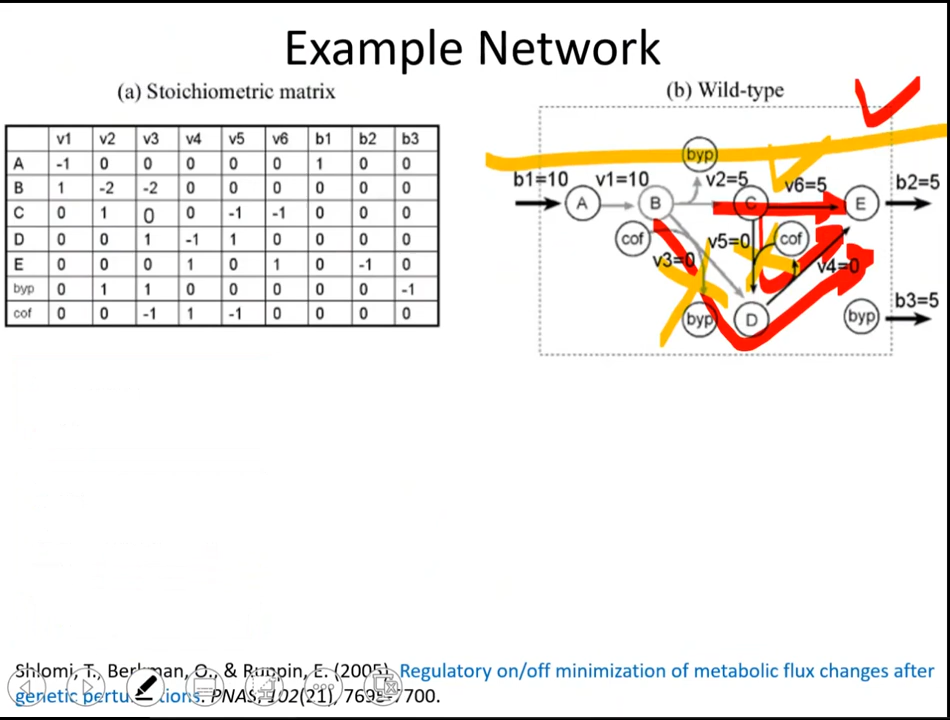 Example Network
(a) Stoichiometric matrix
(b) Wild-type
v1 v2 v3 v4 v5 v6 b1 b2 b3
A -1 0 0 0 0 0 1 0 0
B 1 -2 -2 0 0 0 0 0 0
C 0 1 0 0 -1 -1 0 0 0
D 0 0 1 -1 1 0 0 0 0
E 0 0 0 1 0 1 0 -1 0
byp 0 1 1 0 0 0 0 0 -1
cof 0 0 -1 1 -1 0 0 0 0
byp
b1=10 v1=10 v2=5 v6=5 b2=5
A B C E
cof v5=0 cof
v3=0 v4=0
b3=5
byp D byp
Shlomi, T., Berkman, O., & Ruppin, E. (2005). Regulatory on/off minimization of metabolic flux changes after
genetic perturbations. PNAS, 102(21), 7695-7700.